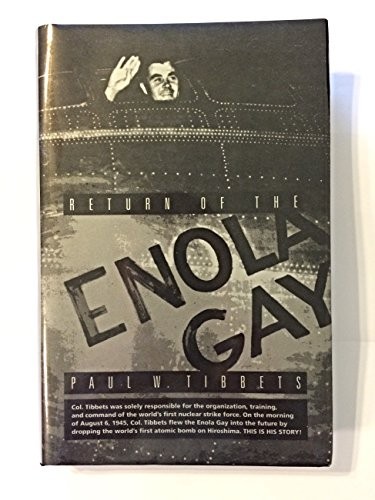 RETURN OF THE
ENOLA
GAY
PAUL W. TIBBETS
Col. Tibbets was solely responsible for the organization, training,
and command of the world's first nuclear strike force. On the morning
of August 6, 1945, Col. Tibbets flew the Enola Gay into the future by
dropping the world's first atomic bomb on Hiroshima. THIS IS HIS STORY!